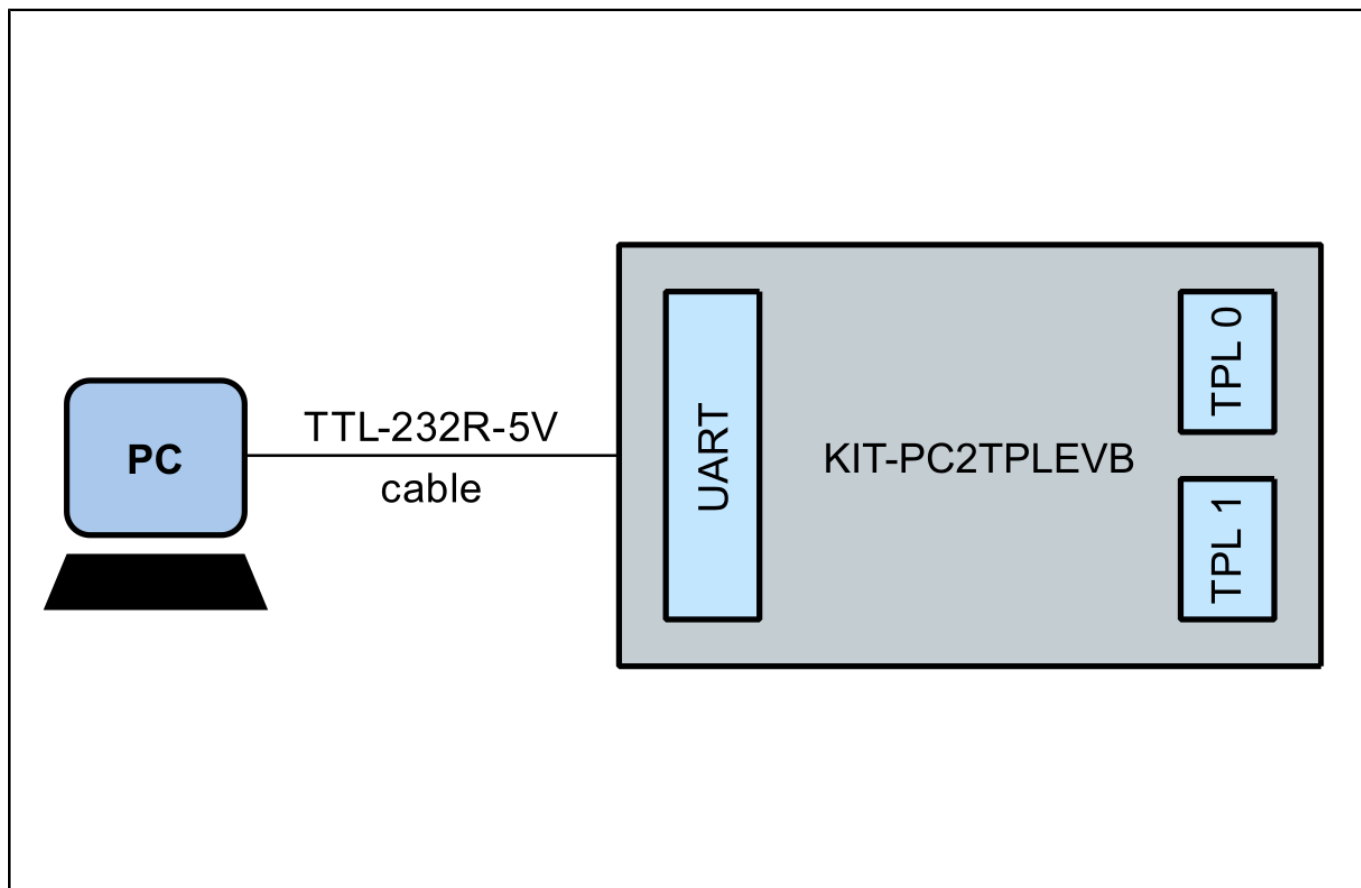 PC
TTL-232R-5V
cable
UART
KIT-PC2TPLEVB
TPL 0
TPL 1